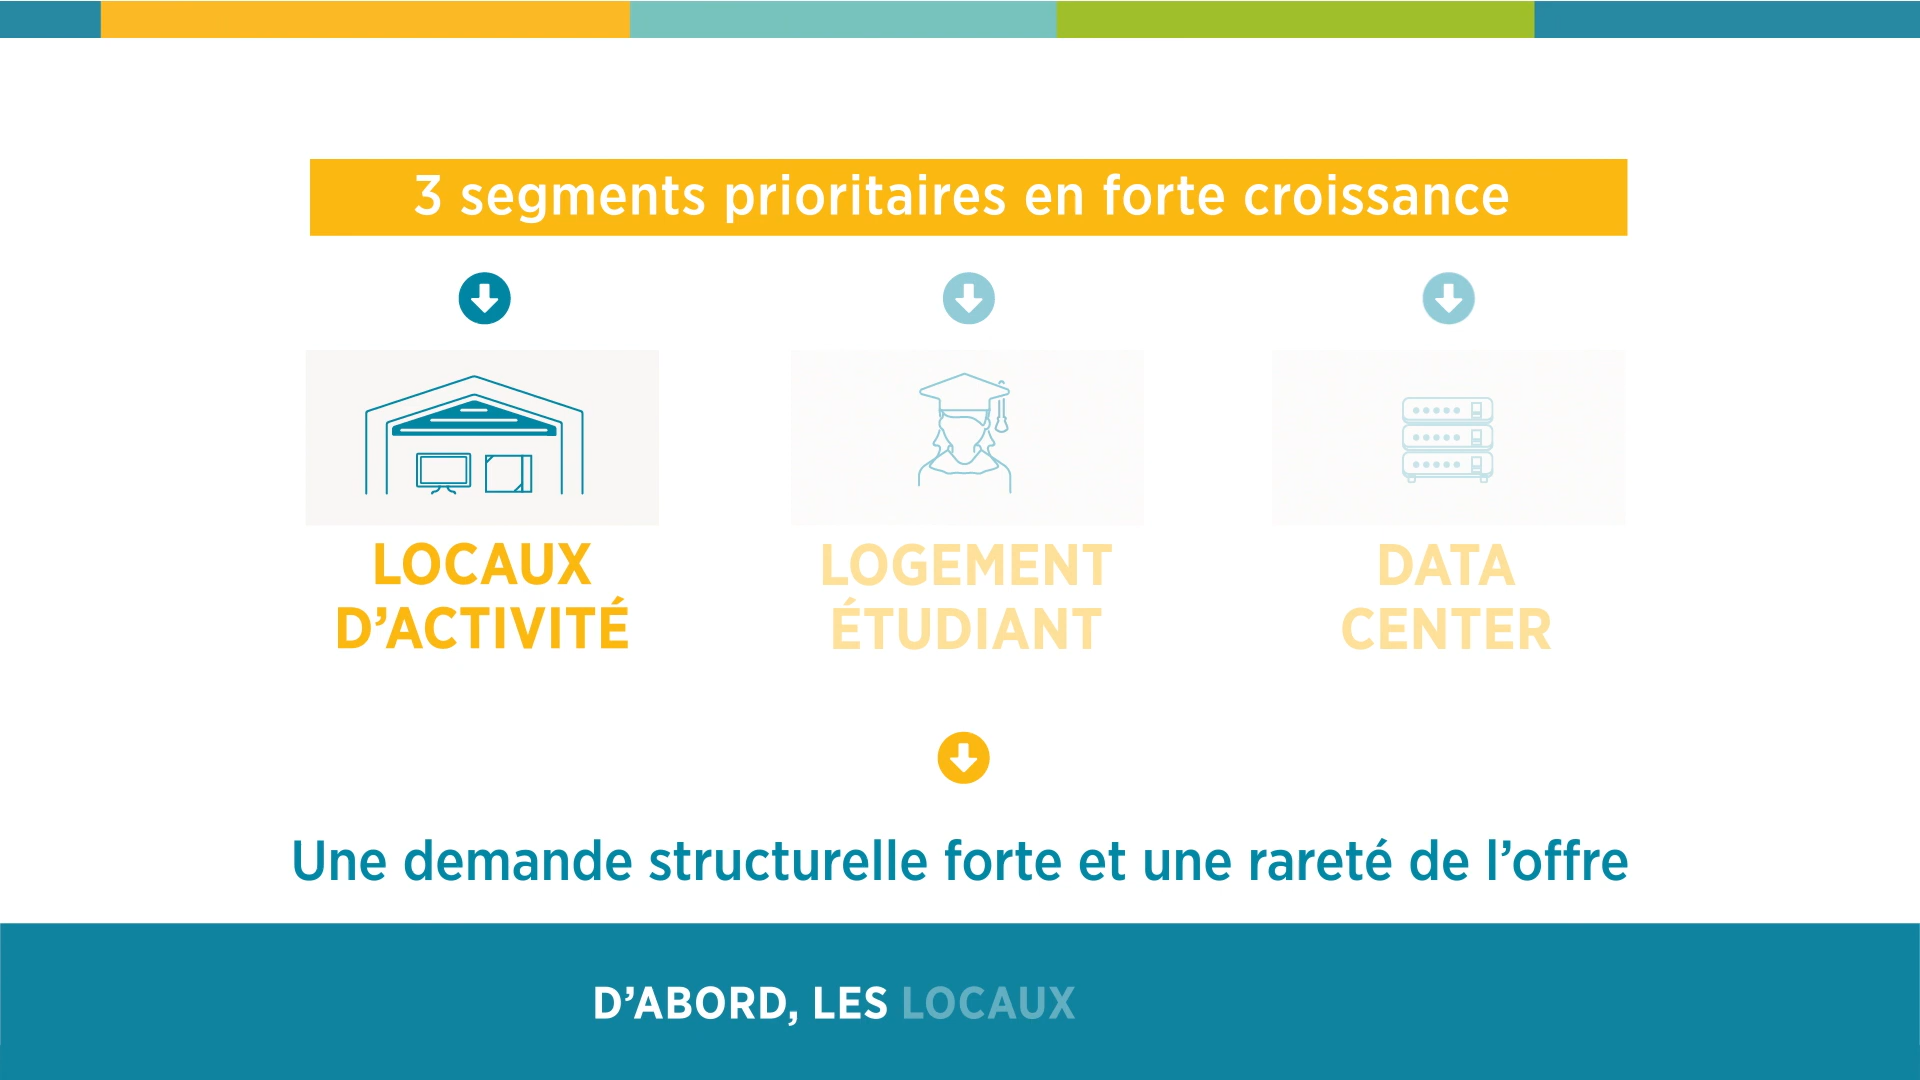 3 segments prioritaires en forte croissance
LOCAUX
D’ACTIVITÉ
LOGEMENT
ÉTUDIANT
DATA
CENTER
Une demande structurelle forte et une rareté de l’offre
D’ABORD, LES LOCAUX